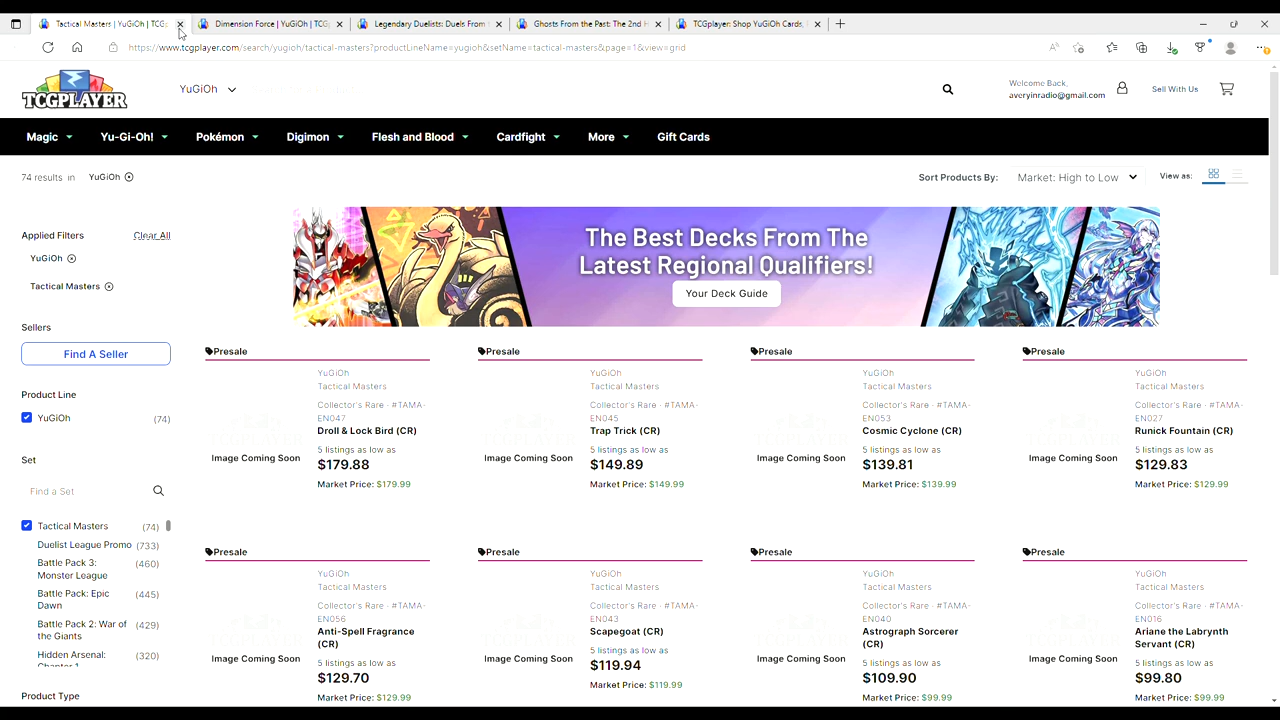 Tactical Masters | YuGiOh | TCG
Dimension Force | YuGiOh | TCG
Legendary Duelists: Duels From
Ghosts From the Past: The 2nd H
TCGplayer: Shop YuGiOh Cards,
https://www.tcgplayer.com/search/yugioh/tactical-masters?productLineName=yugioh&setName=tactical-masters&page=1&view=grid
TCGPLAYER
YuGiOh
Welcome Back,
averyinradio@gmail.com
Sell With Us
Magic
Yu-Gi-Oh!
Pokémon
Digimon
Flesh and Blood
Cardfight
More
Gift Cards
74 results in YuGiOh
Sort Products By: Market: High to Low
View as:
Applied Filters
Clear All
YuGiOh
Tactical Masters
The Best Decks From The
Latest Regional Qualifiers!
Your Deck Guide
Sellers
Find A Seller
Product Line
YuGiOh (74)
Set
Find a Set
Tactical Masters (74)
Duelist League Promo (733)
Battle Pack 3: (460)
Monster League
Battle Pack: Epic (445)
Dawn
Battle Pack 2: War of (429)
the Giants
Hidden Arsenal: (320)
Chapter 1
Product Type
Presale
YuGiOh
Tactical Masters
Collector's Rare · #TAMA-
EN047
Droll & Lock Bird (CR)
5 listings as low as
Image Coming Soon
$179.88
Market Price: $179.99
Presale
YuGiOh
Tactical Masters
Collector's Rare · #TAMA-
EN045
Trap Trick (CR)
5 listings as low as
Image Coming Soon
$149.89
Market Price: $149.99
Presale
YuGiOh
Tactical Masters
Collector's Rare · #TAMA-
EN053
Cosmic Cyclone (CR)
5 listings as low as
Image Coming Soon
$139.81
Market Price: $139.99
Presale
YuGiOh
Tactical Masters
Collector's Rare · #TAMA-
EN027
Runick Fountain (CR)
5 listings as low as
Image Coming Soon
$129.83
Market Price: $129.99
Presale
YuGiOh
Tactical Masters
Collector's Rare · #TAMA-
EN056
Anti-Spell Fragrance
(CR)
Image Coming Soon
5 listings as low as
$129.70
Market Price: $129.99
Presale
YuGiOh
Tactical Masters
Collector's Rare · #TAMA-
EN043
Scapegoat (CR)
5 listings as low as
Image Coming Soon
$119.94
Market Price: $119.99
Presale
YuGiOh
Tactical Masters
Collector's Rare · #TAMA-
EN040
Astrograph Sorcerer
(CR)
Image Coming Soon
5 listings as low as
$109.90
Market Price: $99.99
Presale
YuGiOh
Tactical Masters
Collector's Rare · #TAMA-
EN016
Ariane the Labrynth
Servant (CR)
Image Coming Soon
5 listings as low as
$99.80
Market Price: $99.99